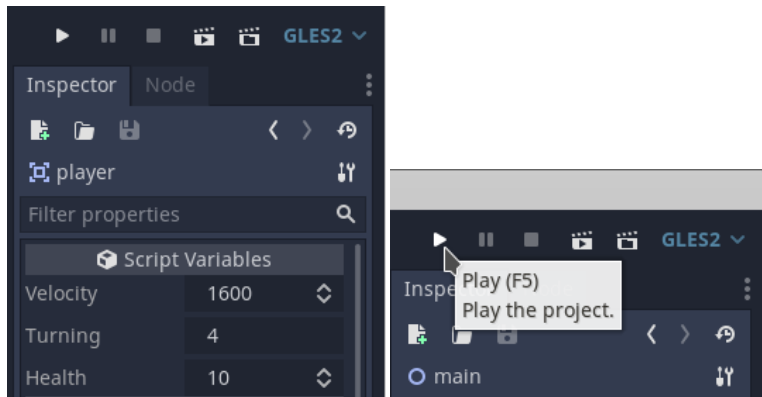 GLES2
Inspector Node
player
Filter properties
Script Variables
Velocity 1600
Turning 4
Health 10
GLES2
Inspe
Play (F5)
Play the project.
main